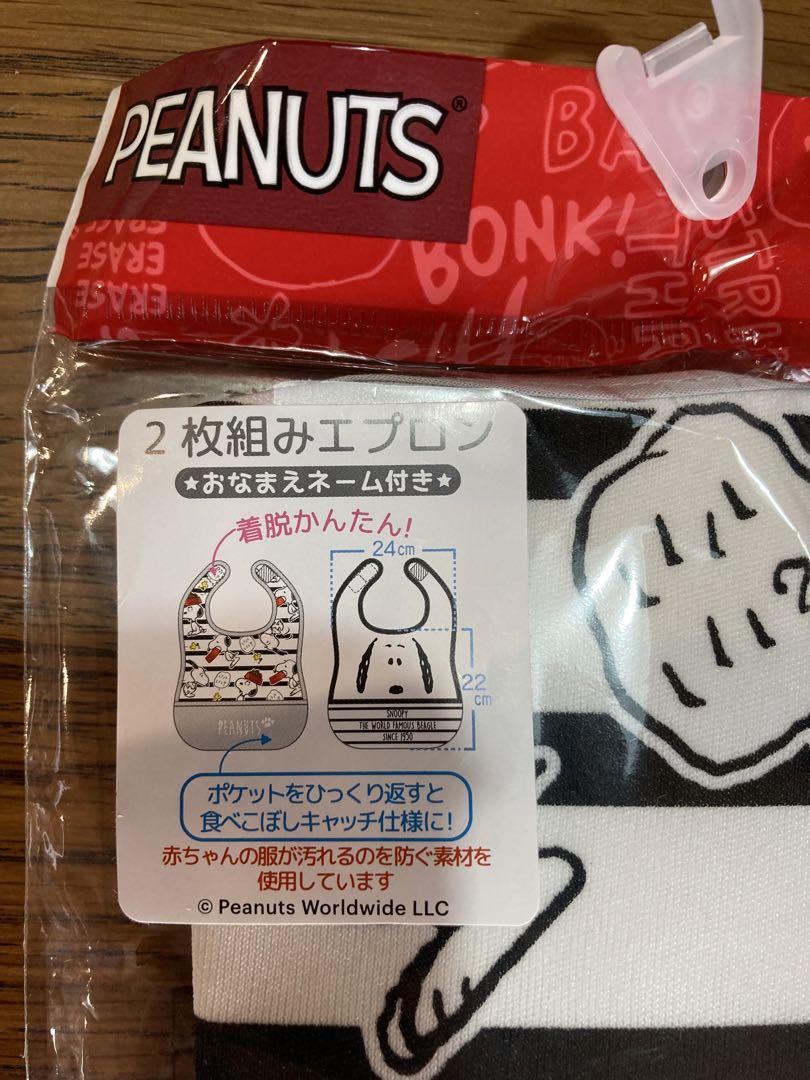 PEANUTS®
BONK!
ERASE
ERASE
ERASE
2枚組みエプロン
★おなまえネーム付き★
着脱かんたん!
24cm
22
cm
PEANUTS
SNOOPY
THE WORLD FAMOUS BEAGLE
SINCE 1950
ポケットをひっくり返すと
食べこぼしキャッチ仕様に!
赤ちゃんの服が汚れるのを防ぐ素材を
使用しています
© Peanuts Worldwide LLC